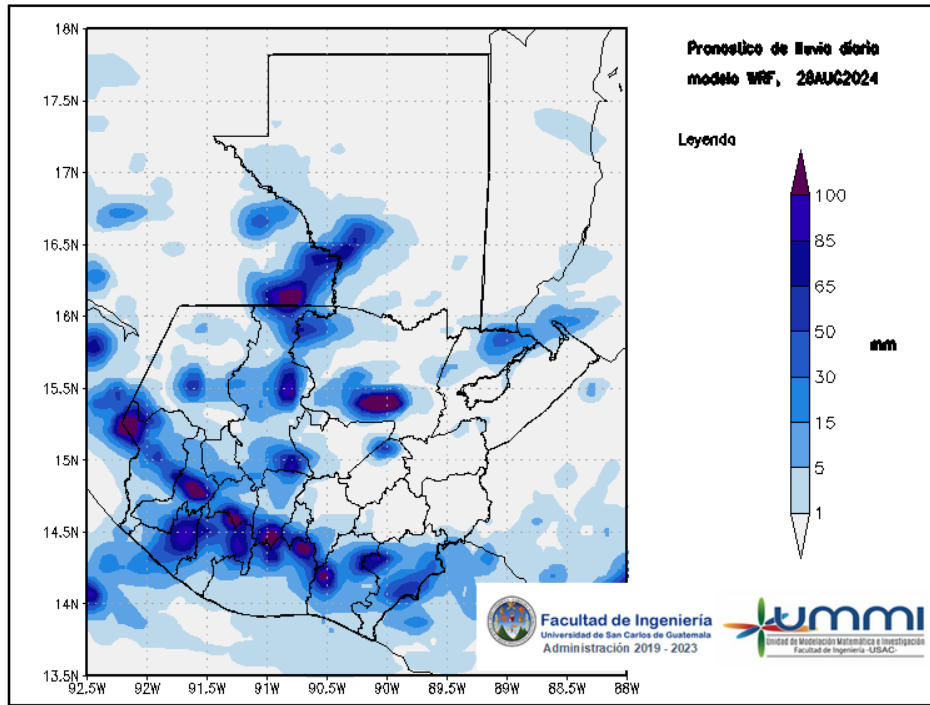 Pronostico de lluvia diaria
modelo WRF, 28AUG2024
Leyenda
100
85
65
50
30
15
5
1
mm
18N
17.5N
17N
16.5N
16N
15.5N
15N
14.5N
14N
13.5N
92.5W
92W
91.5W
91W
90.5W
90W
89.5W
89W
88.5W
88W
Facultad de Ingeniería
Universidad de San Carlos de Guatemala
Administración 2019 - 2023
ummi
Unidad de Modelación Matemática e Investigación
Facultad de Ingeniería -USAC-